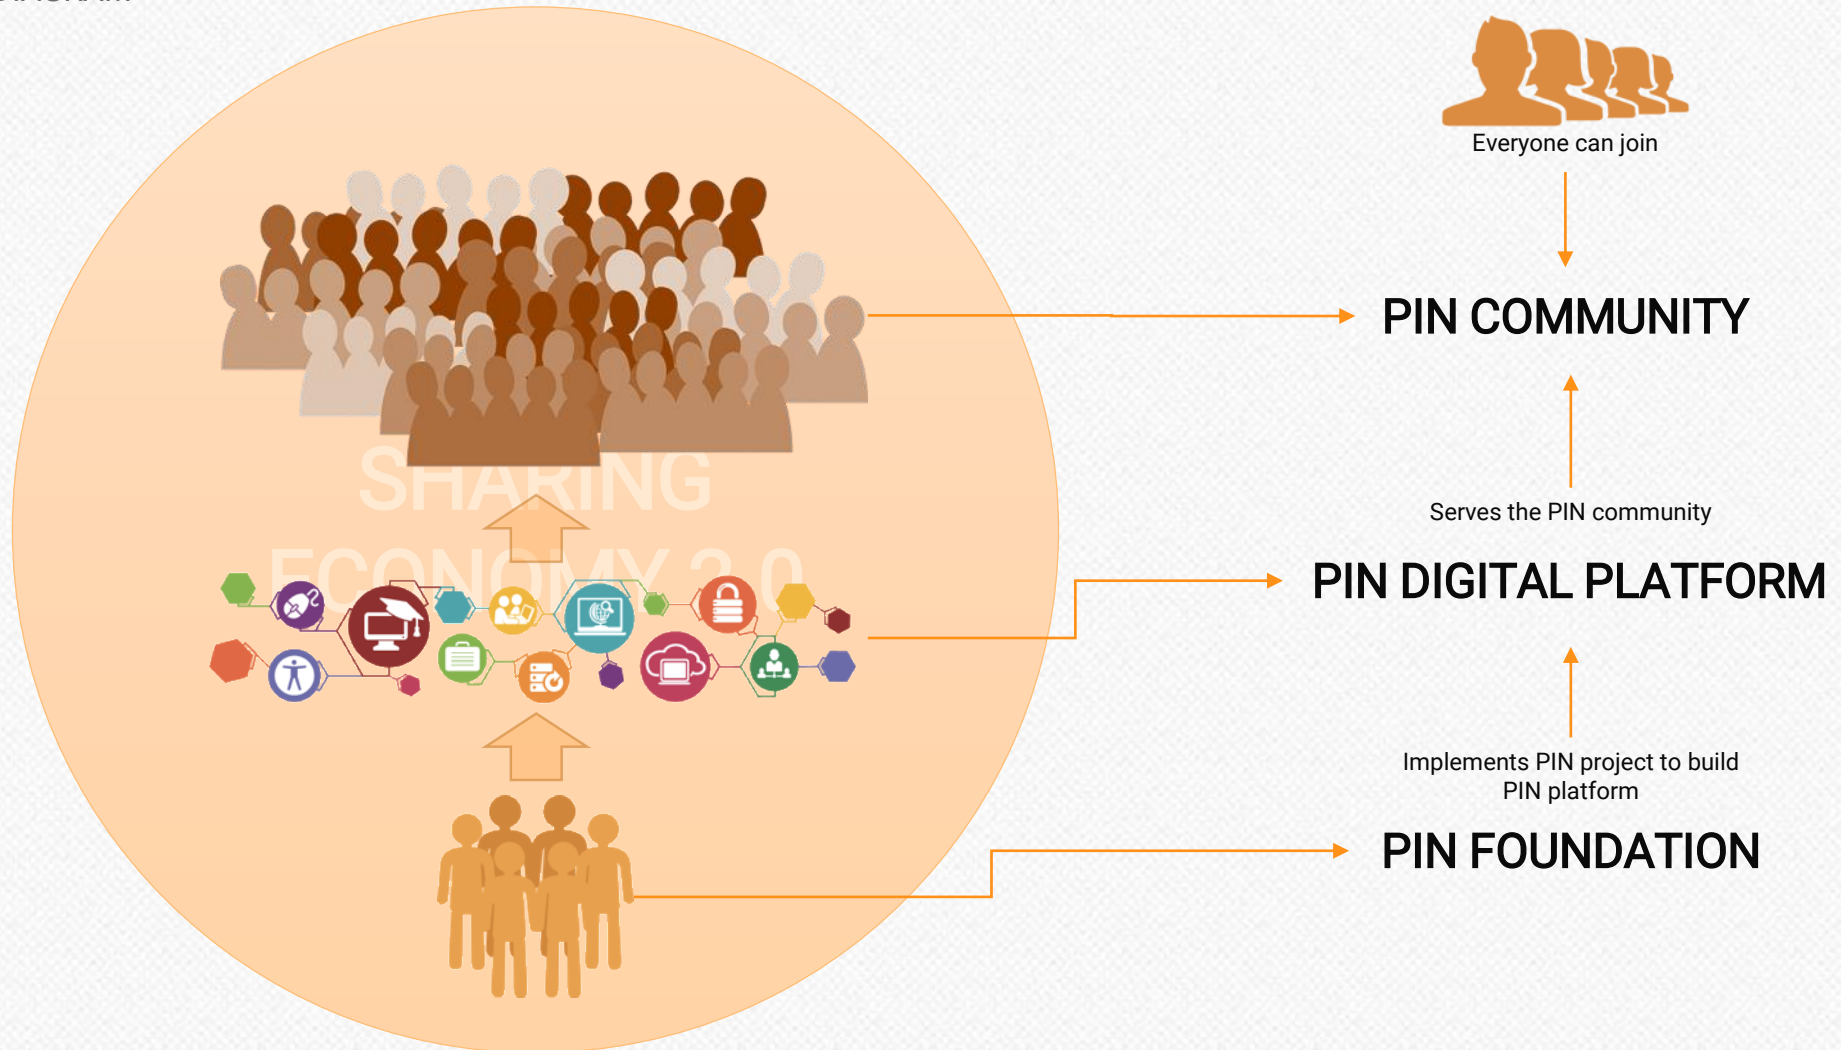 Everyone can join
PIN COMMUNITY
SHARING
ECONOMY 2.0
Serves the PIN community
PIN DIGITAL PLATFORM
Implements PIN project to build
PIN platform
PIN FOUNDATION